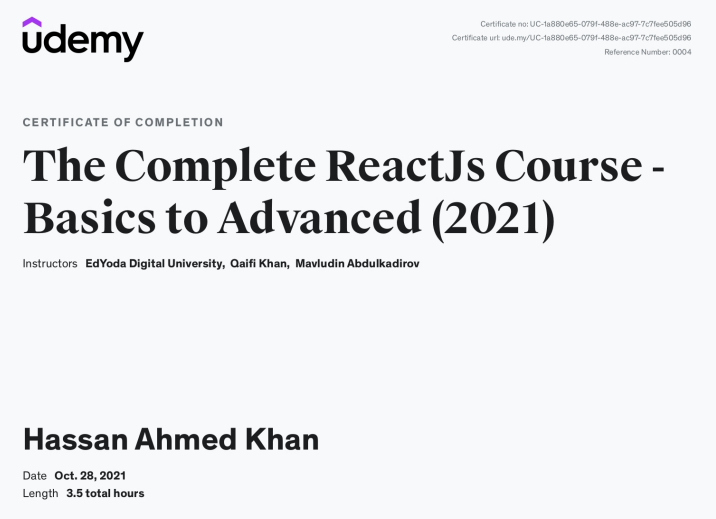 udemy
Certificate no: UC-1a880e65-079f-488e-ac97-7c7fee505d96
Certificate url: ude.my/UC-1a880e65-079f-488e-ac97-7c7fee505d96
Reference Number: 0004
CERTIFICATE OF COMPLETION
The Complete ReactJs Course -
Basics to Advanced (2021)
Instructors EdYoda Digital University, Qaifi Khan, Mavludin Abdulkadirov
Hassan Ahmed Khan
Date Oct. 28, 2021
Length 3.5 total hours